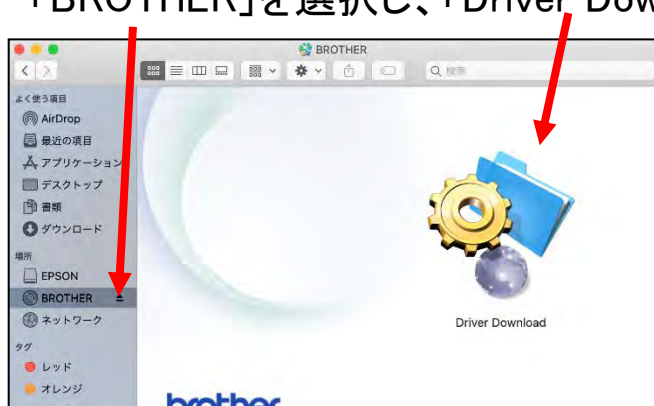 「BROTHER」を選択し、「Driver Dow
BROTHER
検索
よく使う項目
AirDrop
最近の項目
アプリケーション
デスクトップ
書類
ダウンロード
場所
EPSON
BROTHER
ネットワーク
タグ
レッド
オレンジ
Driver Download
brother